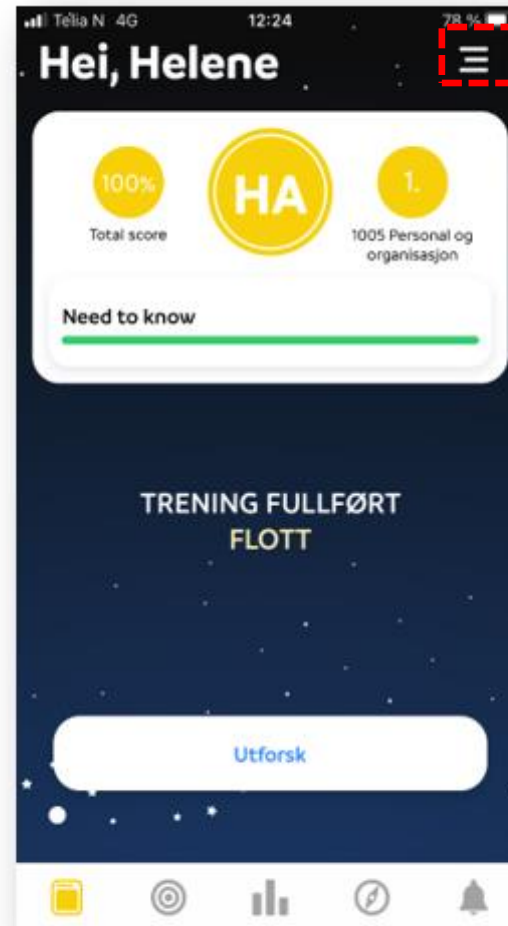 Telia N 4G 12:24 78 %
Hei, Helene
100%
HA
1.
Total score
1005 Personal og
organisasjon
Need to know
TRENING FULLFØRT
FLOTT
Utforsk